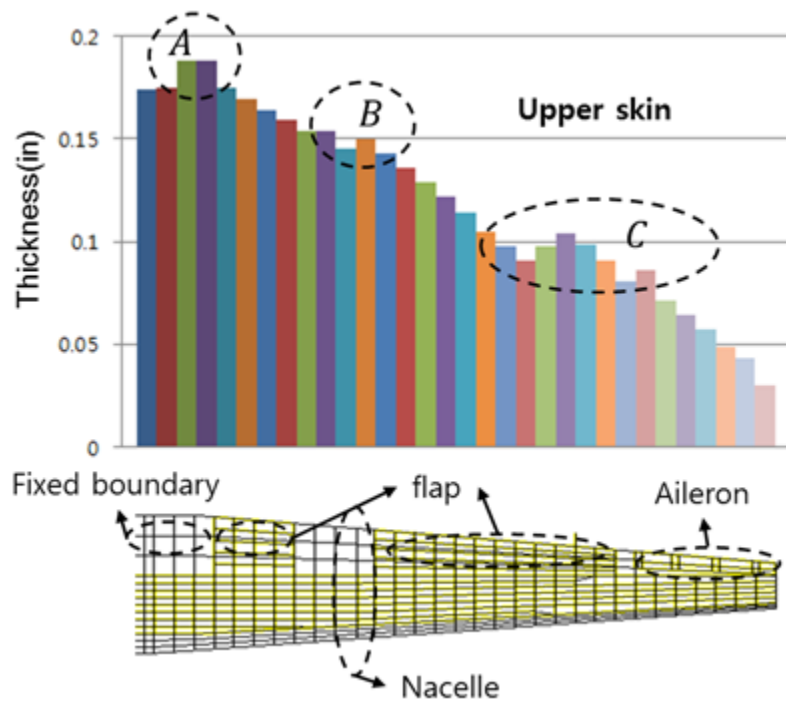 0.2
A
B
Upper skin
0.15
Thickness(in)
0.1
C
0.05
0
Fixed boundary
flap
Aileron
Nacelle